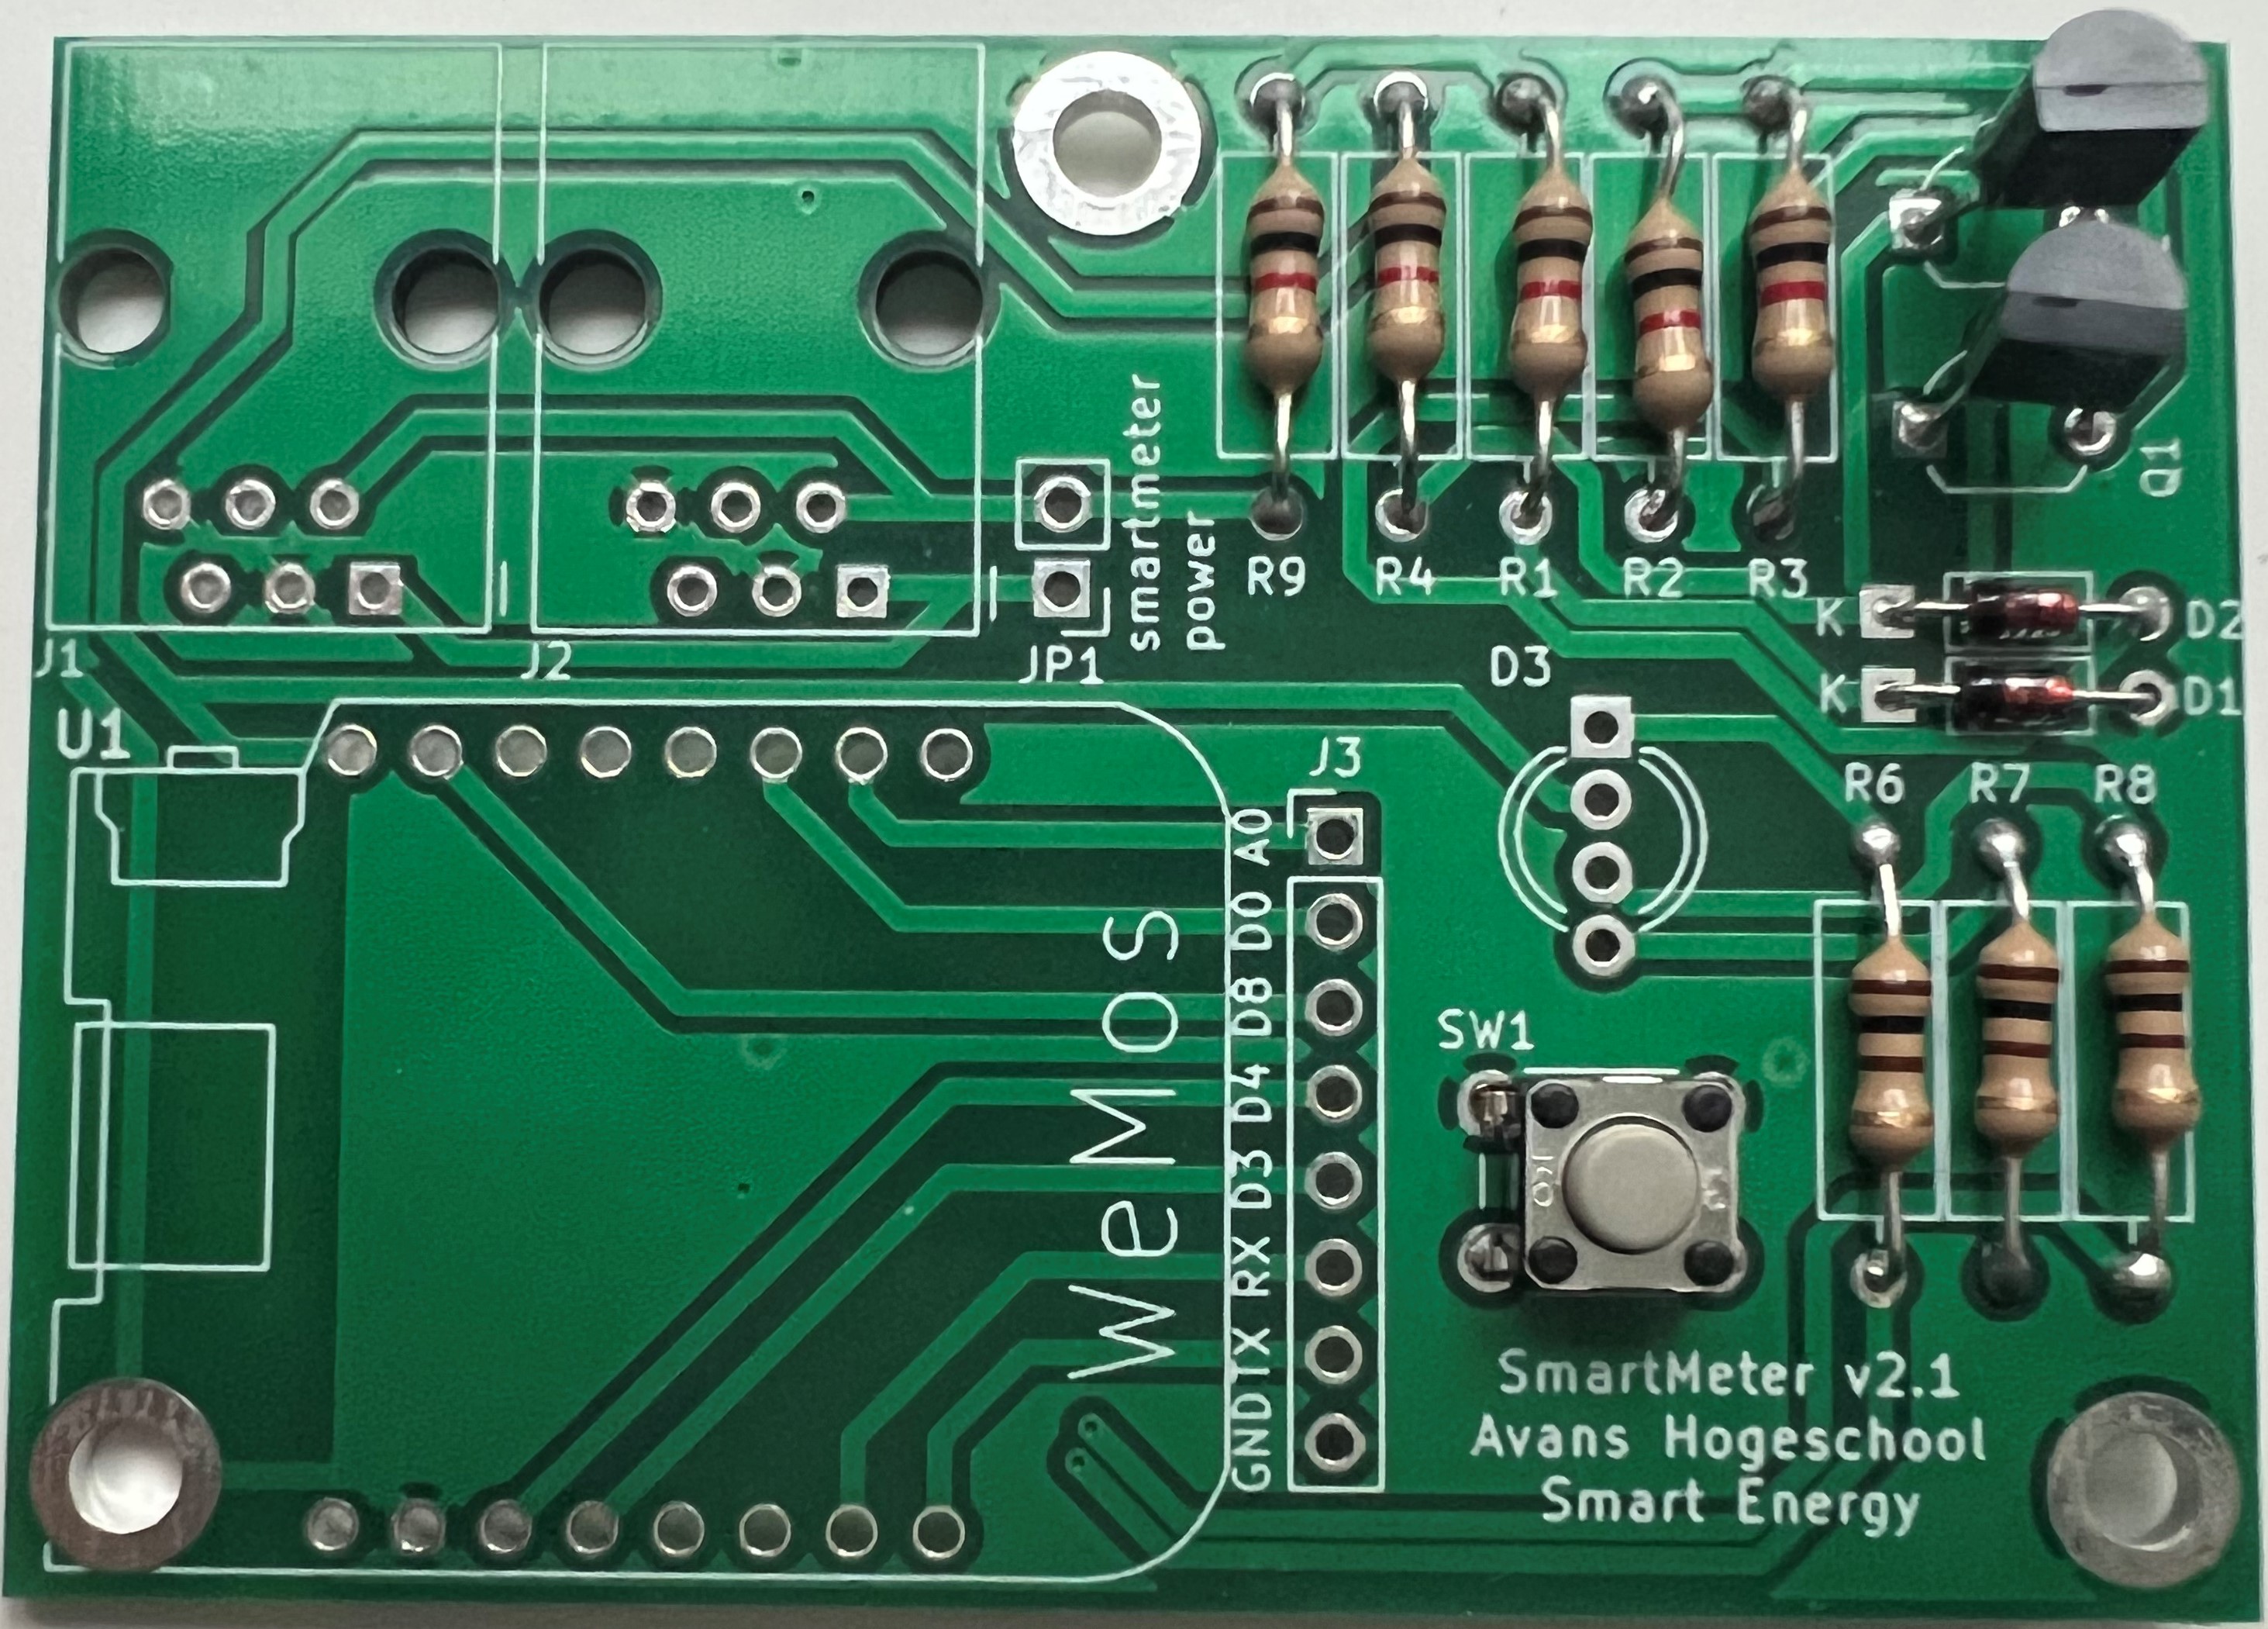 smartmeter
power
R9
R4
R1
R2
R3
Q1
K
D2
K
D1
J1
J2
JP1
D3
U1
J3
R6
R7
R8
A0
D0
D8
D4
D3
RX
TX
GND
WeMos
SW1
SmartMeter v2.1
Avans Hogeschool
Smart Energy